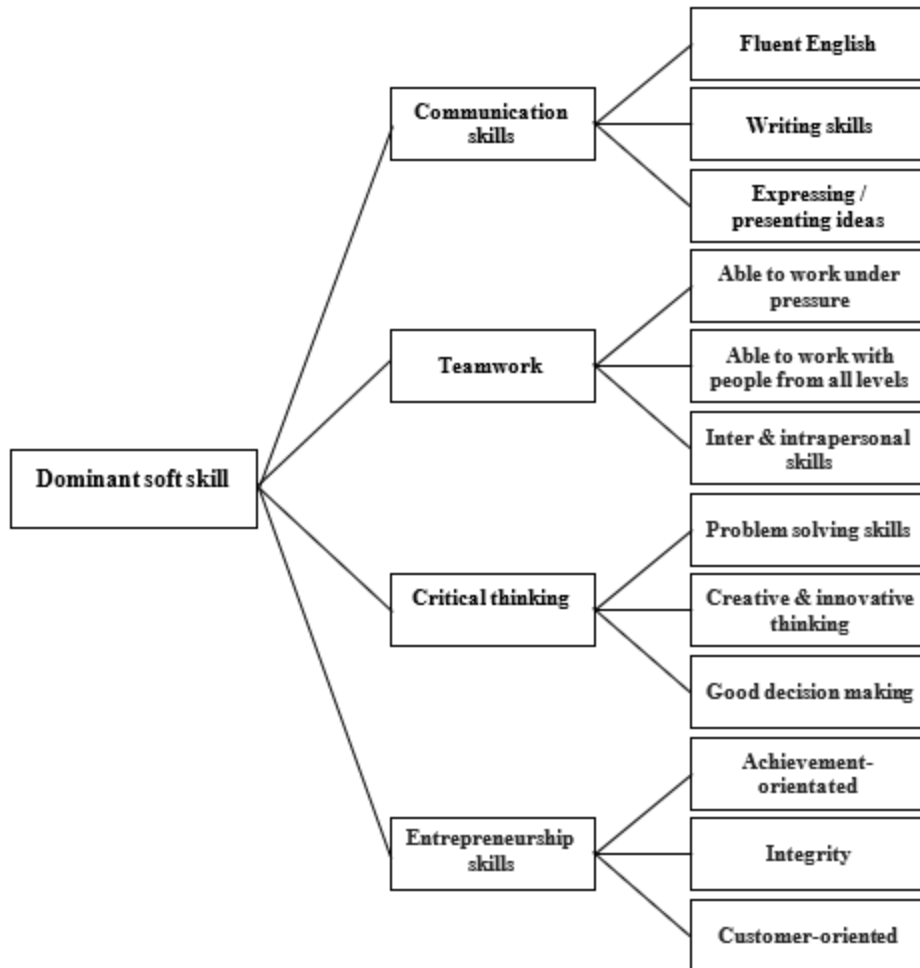 Fluent English
Communication
skills
Writing skills
Expressing /
presenting ideas
Able to work under
pressure
Teamwork
Able to work with
people from all levels
Inter & intrapersonal
skills
Dominant soft skill
Problem solving skills
Critical thinking
Creative & innovative
thinking
Good decision making
Achievement-
orientated
Entrepreneurship
skills
Integrity
Customer-oriented